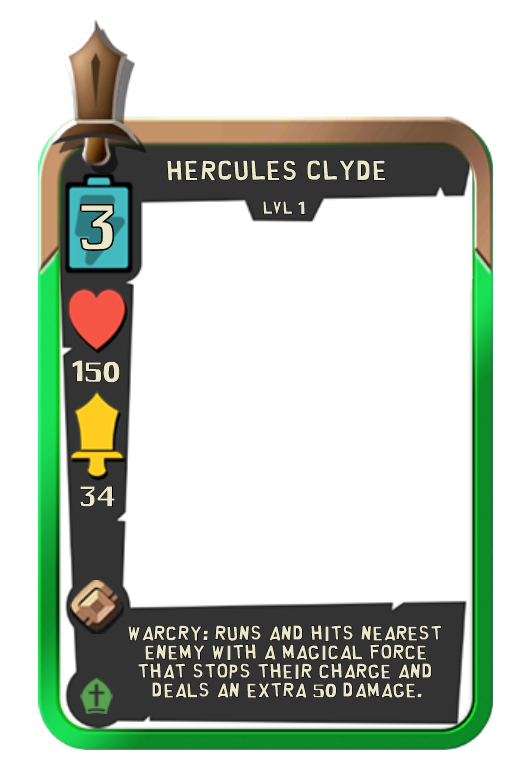 HERCULES CLYDE
LVL 1
3
150
34
WARCRY: RUNS AND HITS NEAREST
ENEMY WITH A MAGICAL FORCE
THAT STOPS THEIR CHARGE AND
DEALS AN EXTRA 50 DAMAGE.